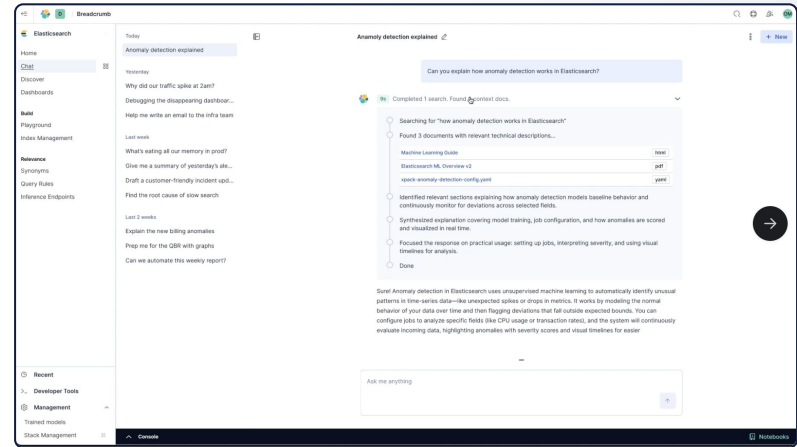 D Breadcrumb
OM
Elasticsearch
Home
Chat
Discover
Dashboards
Build
Playground
Index Management
Relevance
Synonyms
Query Rules
Inference Endpoints
Recent
Developer Tools
Management
Trained models
Stack Management
Today
Anomaly detection explained
Yesterday
Why did our traffic spike at 2am?
Debugging the disappearing dashboar...
Help me write an email to the infra team
Last week
What's eating all our memory in prod?
Give me a summary of yesterday's ale...
Draft a customer-friendly incident upd...
Find the root cause of slow search
Last 2 weeks
Explain the new billing anomalies
Prep me for the QBR with graphs
Can we automate this weekly report?
Anamoly detection explained
+ New
Can you explain how anomaly detection works in Elasticsearch?
9s Completed 1 search. Found context docs.
Searching for "how anomaly detection works in Elasticsearch"
Found 3 documents with relevant technical descriptions...
Machine Learning Guide html
Elasticsearch ML Overview v2 pdf
xpack-anomaly-detection-config.yaml yaml
Identified relevant sections explaining how anomaly detection models baseline behavior and
continuously monitor for deviations across selected fields.
Synthesized explanation covering model training, job configuration, and how anomalies are scored
and visualized in real time.
Focused the response on practical usage: setting up jobs, interpreting severity, and using visual
timelines for analysis.
Done
Sure! Anomaly detection in Elasticsearch uses unsupervised machine learning to automatically identify unusual
patterns in time-series data—like unexpected spikes or drops in metrics. It works by modeling the normal
behavior of your data over time and then flagging deviations that fall outside expected bounds. You can
configure jobs to analyze specific fields (like CPU usage or transaction rates), and the system will continuously
evaluate incoming data, highlighting anomalies with severity scores and visual timelines for easier
Ask me anything
Console
Notebooks